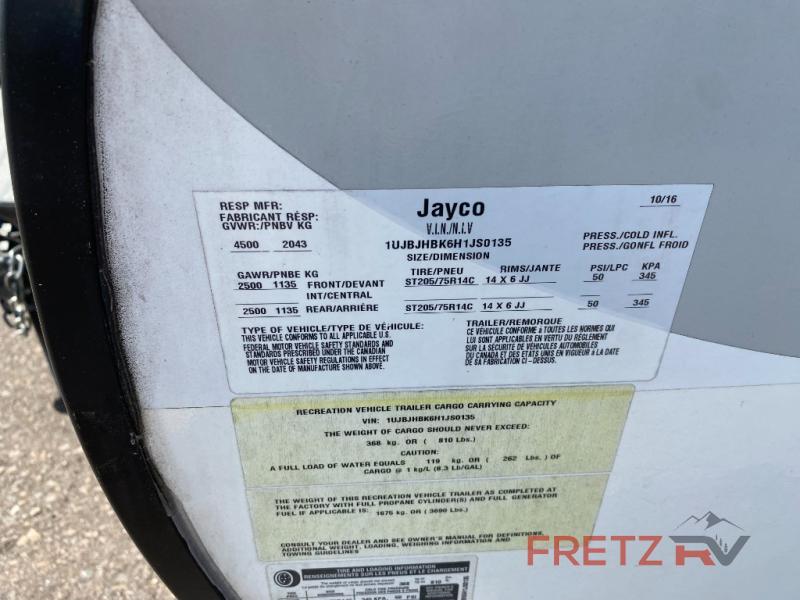 RESP MFR: Jayco 10/16
FABRICANT RÉSP:
GVWR:/PNBV KG V.I.N./N.I.V
4500 2043 1UJBJHBK6H1JS0135 PRESS./COLD INFL.
SIZE/DIMENSION PRESS./GONFL FROID
GAWR/PNBE KG TIRE/PNEU RIMS/JANTE PSI/LPC KPA
2500 1135 FRONT/DEVANT ST205/75R14C 14 X 6 JJ 50 345
INT/CENTRAL
2500 1135 REAR/ARRIÉRE ST205/75R14C 14 X 6 JJ 50 345
TYPE OF VEHICLE/TYPE DE VÉHICULE:
THIS VEHICLE CONFORMS TO ALL APPLICABLE U.S
FEDERAL MOTOR VEHICLE SAFETY STANDARDS AND
STANDARDS PRESCRIBED UNDER THE CANADIAN
MOTOR VEHICLE SAFETY REGULATIONS IN EFFECT
ON THE DATE OF MANUFACTURE SHOWN ABOVE.
TRAILER/REMORQUE
CE VÉHICULE CONFORME à TOUTES LES NORMES QUI
LUI SONT APPLICABLES EN VERTU DU RÈGLEMENT
SUR LA SÉCURITÉ DE VÉHICULES AUTOMOBILES
DU CANADA ET DES ETATS UNIS EN VIGUEUR à LA DATE
DE SA FABRICATION CI-DESSUS.
RECREATION VEHICLE TRAILER CARGO CARRYING CAPACITY
VIN: 1UJBJHBK6H1JS0135
THE WEIGHT OF CARGO SHOULD NEVER EXCEED:
368 kg. OR ( 810 Lbs.)
CAUTION:
A FULL LOAD OF WATER EQUALS 119 kg. OR ( 262 Lbs. ) OF
CARGO @ 1 kg/L (8.3 Lb/GAL)
THE WEIGHT OF THIS RECREATION VEHICLE TRAILER AS COMPLETED AT
THE FACTORY WITH FULL PROPANE CYLINDER(S) AND FULL GENERATOR
FUEL IF APPLICABLE IS: 1675 kg. OR ( 3690 Lbs.)
CONSULT YOUR DEALER AND SEE OWNER'S MANUAL FOR DEFINITIONS,
ADDITIONAL WEIGHT, LOADING, WEIGHING INFORMATION AND
TOWING GUIDELINES
FRETZ RV
TIRE AND LOADING INFORMATION
RENSEIGNEMENTS SUR LES PNEUS ET LE CHARGEMENT